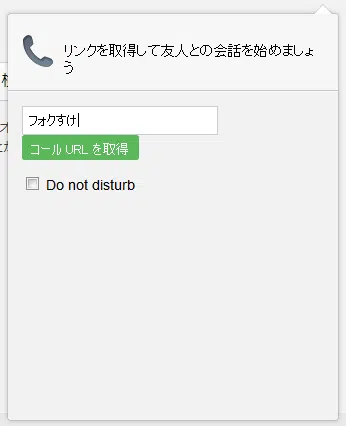 リンクを取得して友人との会話を始めましょ
う
フォクすけ
コール URL を取得
Do not disturb